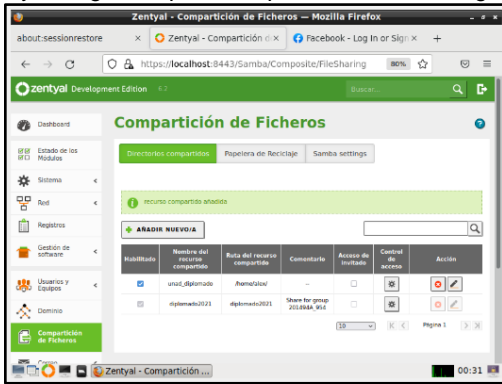 Zentyal - Compartición de Ficheros — Mozilla Firefox
about:sessionrestore
Zentyal - Compartición d
Facebook - Log In or Sign
https://localhost:8443/Samba/Composite/FileSharing
80%
zentyal Development Edition 6.2
Buscar...
Dashboard
Compartición de Ficheros
Estado de los
Módulos
Directorios compartidos
Papelera de Reciclaje
Samba settings
Sistema
Red
recurso compartido añadido
Registros
AÑADIR NUEVO/A
Gestión de
software
Habilitado
Nombre del
recurso
compartido
Ruta del recurso
compartido
Comentario
Acceso de
invitado
Control
de
acceso
Acción
Usuarios y
Equipos
unad_diplomado
/home/alex/
--
Dominio
diplomado2021
diplomado2021
Share for group
Compartición
de Ficheros
10
Página 1
Zentyal - Compartición ...
00:31